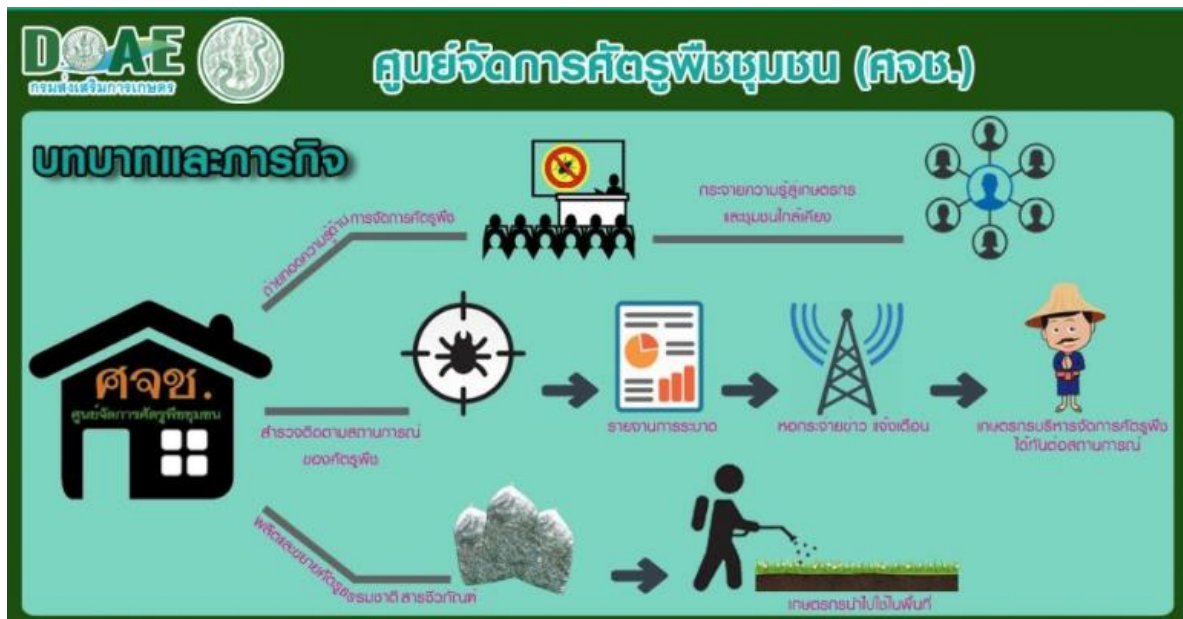 DOAE
กรมส่งเสริมการเกษตร
ศูนย์จัดการศัตรูพืชชุมชน (ศจช.)
บทบาทและภารกิจ
ถ่ายทอดความรู้ด้านการจัดการศัตรูพืช
กระจายความรู้สู่เกษตรกร
และชุมชนใกล้เคียง
ศจช.
ศูนย์จัดการศัตรูพืชชุมชน
สำรวจติดตามสถานการณ์
ของศัตรูพืช
รายงานการระบาด
หอกระจายข่าว แจ้งเตือน
เกษตรกรบริหารจัดการศัตรูพืช
ได้ทันต่อสถานการณ์
ผลิตและขยายศัตรูธรรมชาติ สารชีวภัณฑ์
เกษตรกรนำไปใช้ในพื้นที่